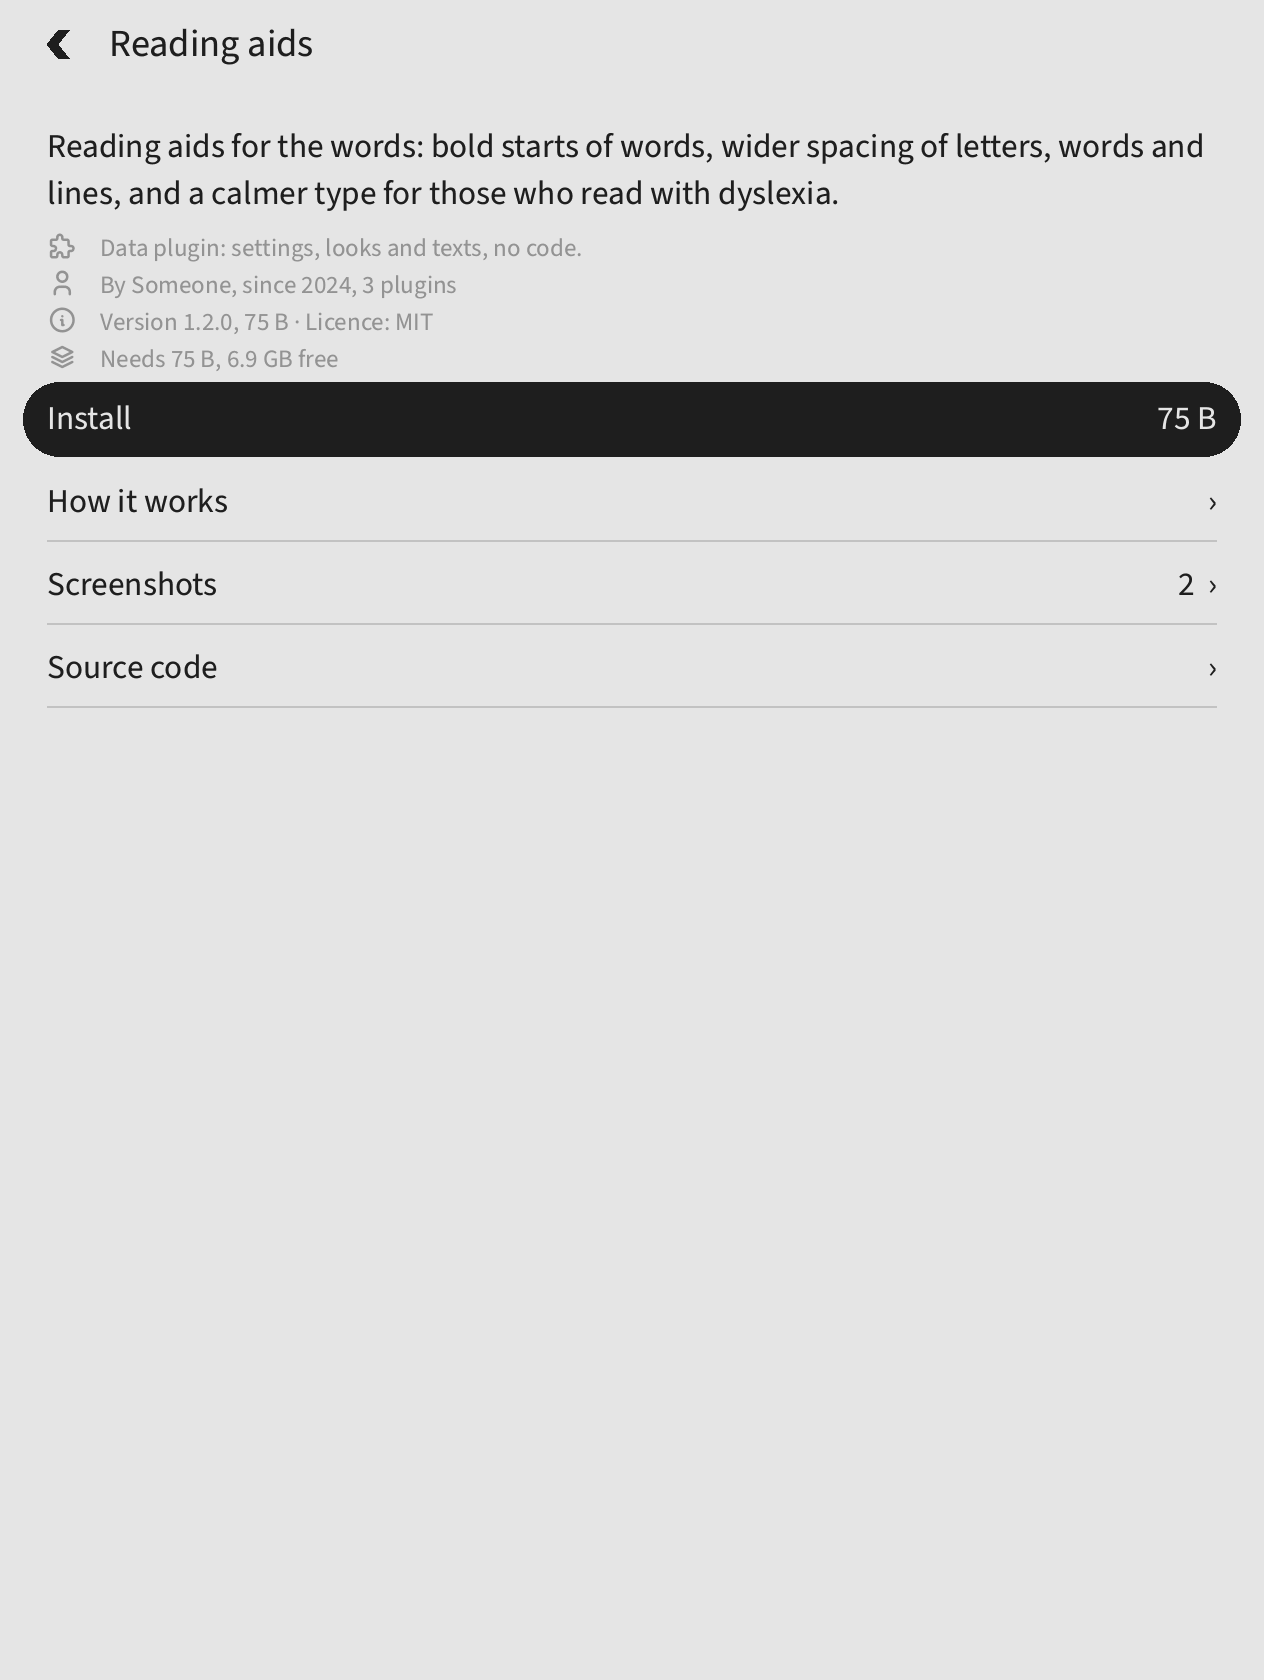 Reading aids
Reading aids for the words: bold starts of words, wider spacing of letters, words and
lines, and a calmer type for those who read with dyslexia.
Data plugin: settings, looks and texts, no code.
By Someone, since 2024, 3 plugins
Version 1.2.0, 75 B · Licence: MIT
Needs 75 B, 6.9 GB free
Install 75 B
How it works ›
Screenshots 2 ›
Source code ›